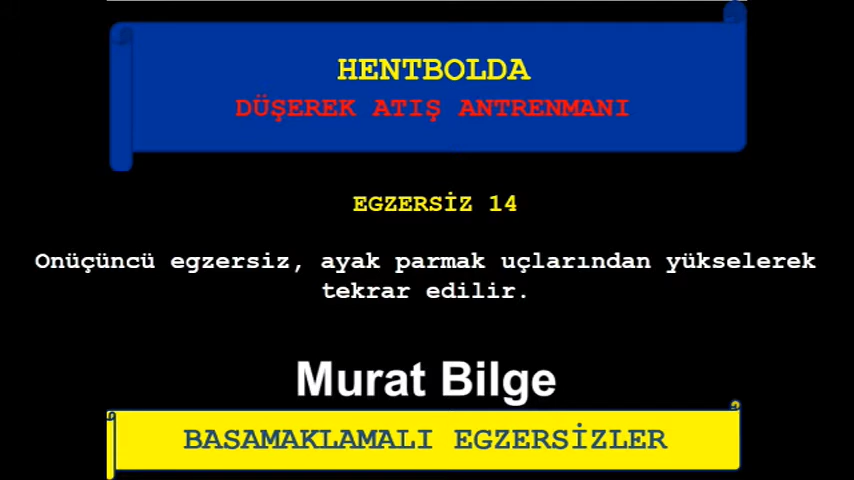 HENTBOLDA
DÜŞEREK ATIŞ ANTRENMANI
EGZERSİZ 14
Onüçüncü egzersiz, ayak parmak uçlarından yükselerek
tekrar edilir.
Murat Bilge
BASAMAKLAMALI EGZERSİZLER